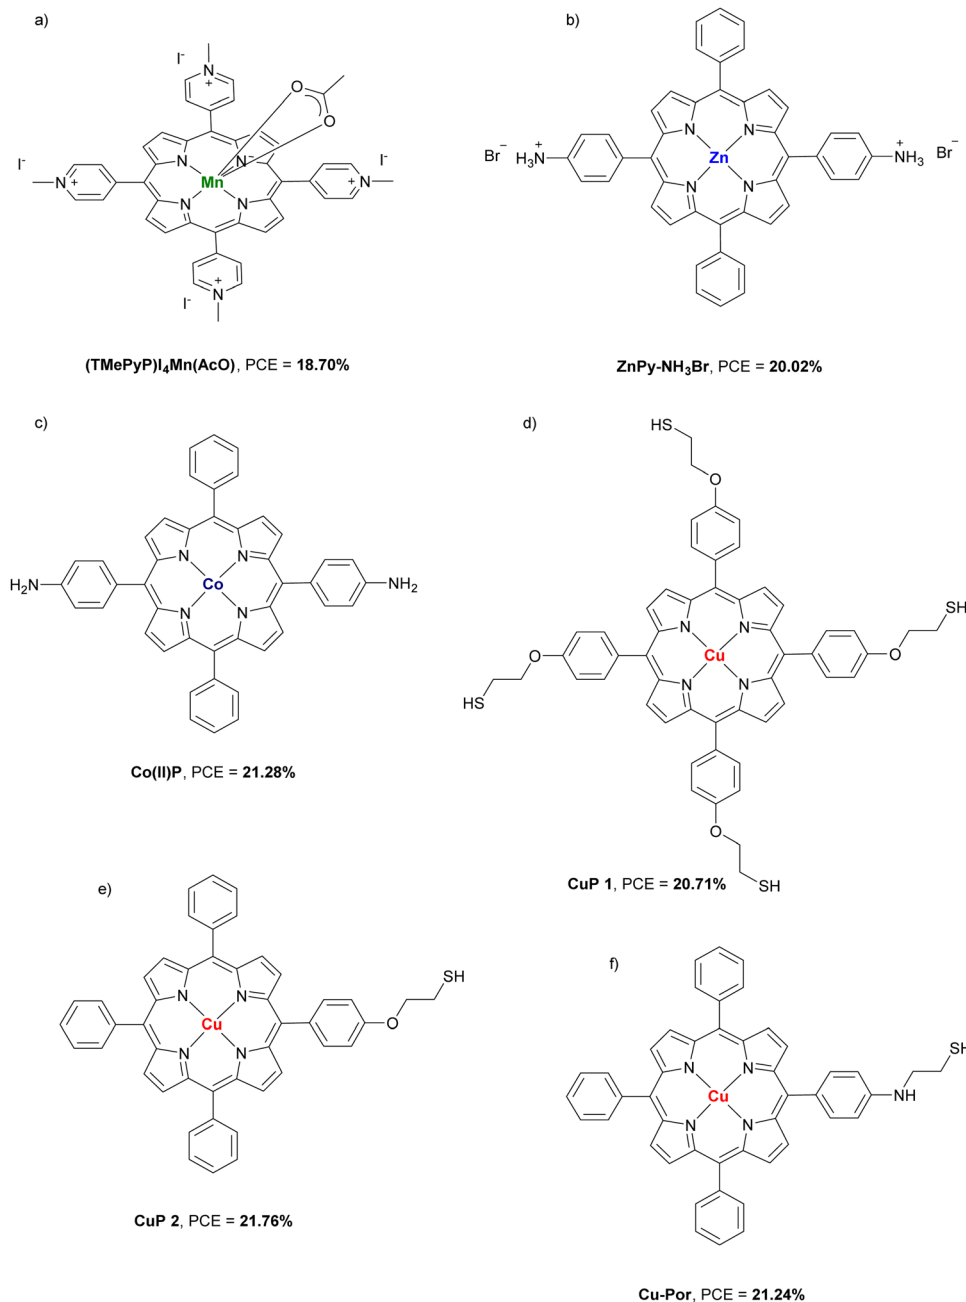 a)
I⁻
N
+
O
O
I⁻
N
+
N
N⁻
Mn
N
N
N
+
I⁻
+
N
I⁻
(TMePyP)I₄Mn(AcO), PCE = 18.70%
b)
N
N
Br⁻ H₃N⁺
Zn
⁺NH₃ Br⁻
N
N
ZnPy-NH₃Br, PCE = 20.02%
c)
N
N
H₂N
Co
NH₂
N
N
Co(II)P, PCE = 21.28%
d)
HS
O
SH
N
N
O
Cu
O
HS
N
N
O
SH
CuP 1, PCE = 20.71%
e)
SH
N
N
Cu
O
N
N
CuP 2, PCE = 21.76%
f)
N
N
Cu
NH
N
N
Cu-Por, PCE = 21.24%